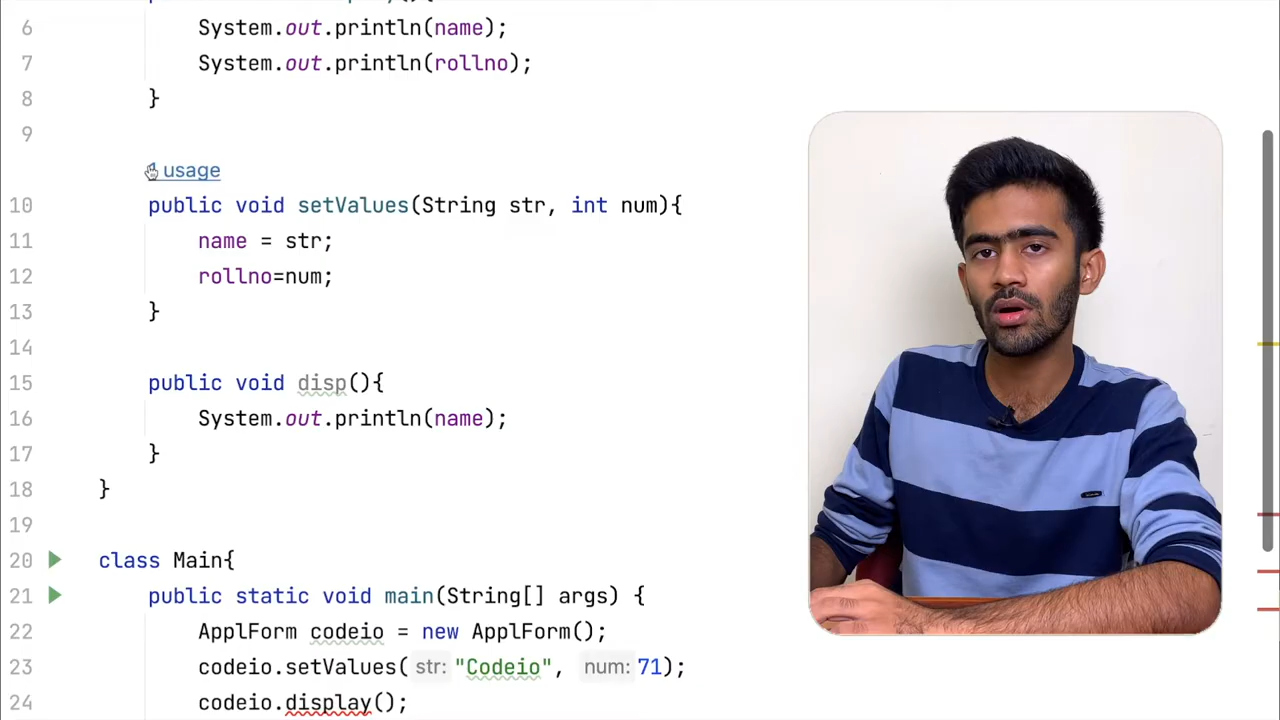 6 System.out.println(name);
7 System.out.println(rollno);
8 }
9
usage
10 public void setValues(String str, int num){
11 name = str;
12 rollno=num;
13 }
14
15 public void disp(){
16 System.out.println(name);
17 }
18 }
19
20 class Main{
21 public static void main(String[] args) {
22 ApplForm codeio = new ApplForm();
23 codeio.setValues(str: "Codeio", num: 71);
24 codeio.display();